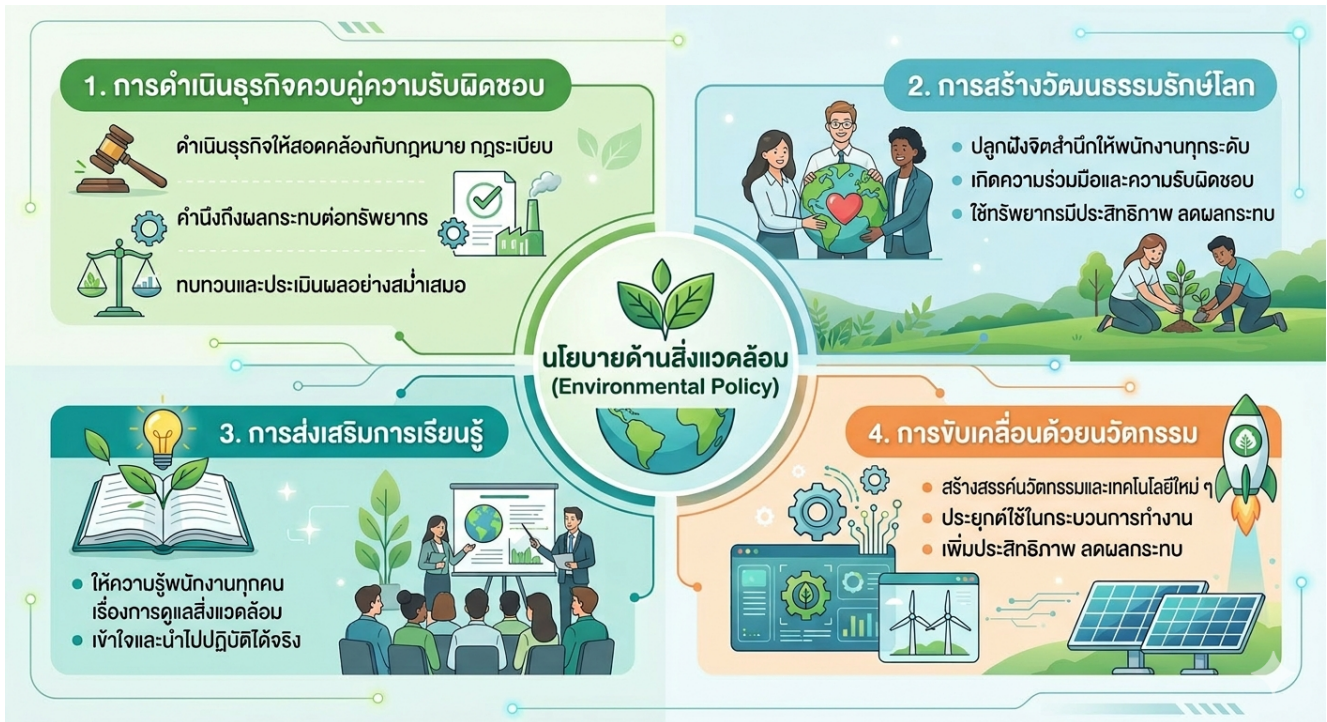 1. การดำเนินธุรกิจควบคู่ความรับผิดชอบ
ดำเนินธุรกิจให้สอดคล้องกับกฎหมาย กฎระเบียบ
คำนึงถึงผลกระทบต่อทรัพยากร
ทบทวนและประเมินผลอย่างสม่ำเสมอ
2. การสร้างวัฒนธรรมรักษ์โลก
ปลูกฝังจิตสำนึกให้พนักงานทุกระดับ
เกิดความร่วมมือและความรับผิดชอบ
ใช้ทรัพยากรมีประสิทธิภาพ ลดผลกระทบ
นโยบายด้านสิ่งแวดล้อม
(Environmental Policy)
3. การส่งเสริมการเรียนรู้
ให้ความรู้พนักงานทุกคน
เรื่องการดูแลสิ่งแวดล้อม
เข้าใจและนำไปปฏิบัติได้จริง
4. การขับเคลื่อนด้วยนวัตกรรม
สร้างสรรค์นวัตกรรมและเทคโนโลยีใหม่ ๆ
ประยุกต์ใช้ในกระบวนการทำงาน
เพิ่มประสิทธิภาพ ลดผลกระทบ